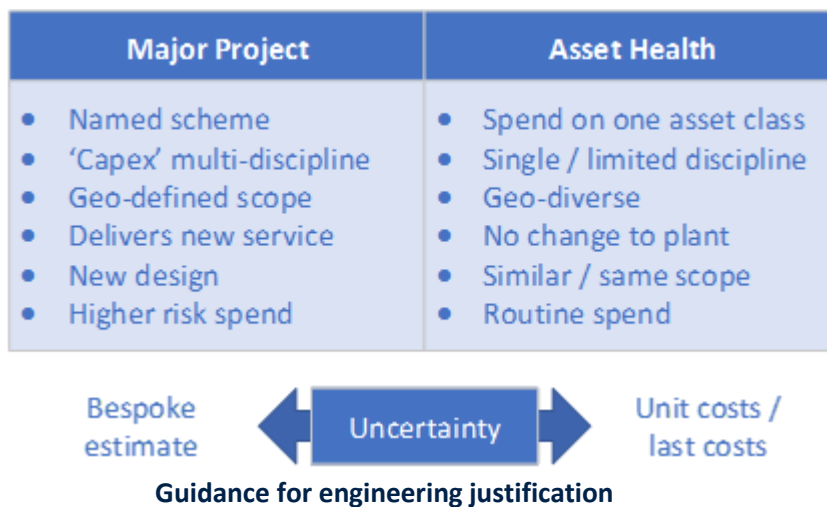 Major Project
Asset Health
• Named scheme
• ‘Capex’ multi-discipline
• Geo-defined scope
• Delivers new service
• New design
• Higher risk spend
• Spend on one asset class
• Single / limited discipline
• Geo-diverse
• No change to plant
• Similar / same scope
• Routine spend
Bespoke
estimate
Uncertainty
Unit costs /
last costs
Guidance for engineering justification